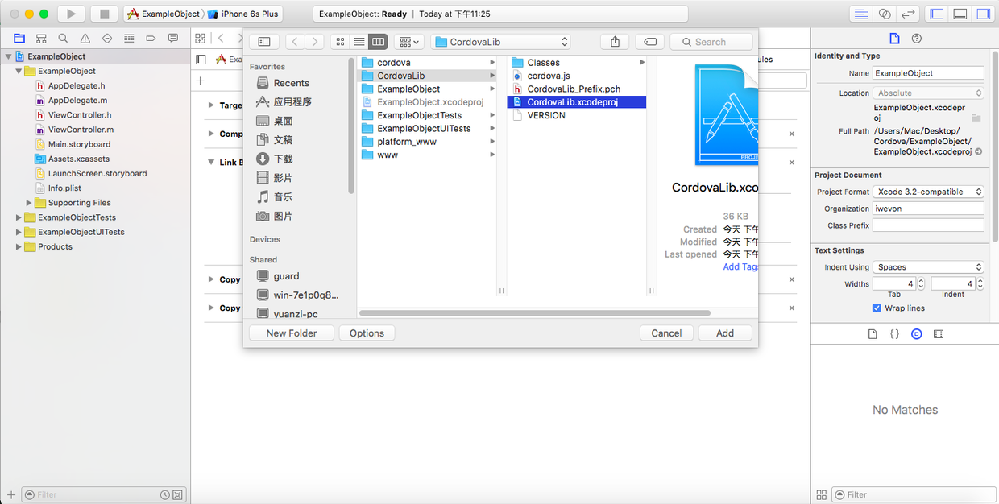 ExampleObject
iPhone 6s Plus
ExampleObject: Ready | Today at 下午11:25
ExampleObject
ExampleObject
AppDelegate.h
AppDelegate.m
ViewController.h
ViewController.m
Main.storyboard
Assets.xcassets
LaunchScreen.storyboard
Info.plist
Supporting Files
ExampleObjectTests
ExampleObjectUITests
Products
Filter
Exa
ules
Targe
Comp
Link B
Copy
Copy
CordovaLib
Search
Favorites
Recents
应用程序
桌面
文稿
下载
影片
音乐
图片
Devices
Shared
guard
win-7e1p0q8...
yuanzi-pc
cordova
CordovaLib
ExampleObject
ExampleObject.xcodeproj
ExampleObjectTests
ExampleObjectUITests
platform_www
www
Classes
cordova.js
CordovaLib_Prefix.pch
CordovaLib.xcodeproj
VERSION
PROJE
CordovaLib.xco
36 KB
Created 今天 下午
Modified 今天 下午
Last opened 今天 下午
Add Tags
New Folder
Options
Cancel
Add
Identity and Type
Name ExampleObject
Location Absolute
ExampleObject.xcodepr
oj
Full Path /Users/Mac/Desktop/
Cordova/ExampleObject/
ExampleObject.xcodeproj
Project Document
Project Format Xcode 3.2-compatible
Organization iwevon
Class Prefix
Text Settings
Indent Using Spaces
Widths 4 4
Tab Indent
Wrap lines
No Matches
Filter